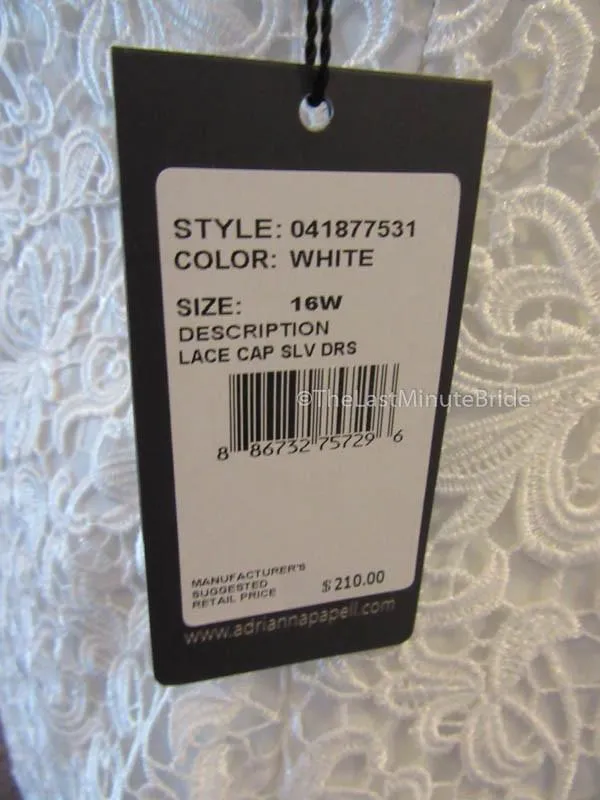 STYLE: 041877531
COLOR: WHITE
SIZE: 16W
DESCRIPTION
LACE CAP SLV DRS
©TheLastMinuteBride
8 86732 75729 6
MANUFACTURER'S
SUGGESTED
RETAIL PRICE
$210.00
www.adriannapapell.com